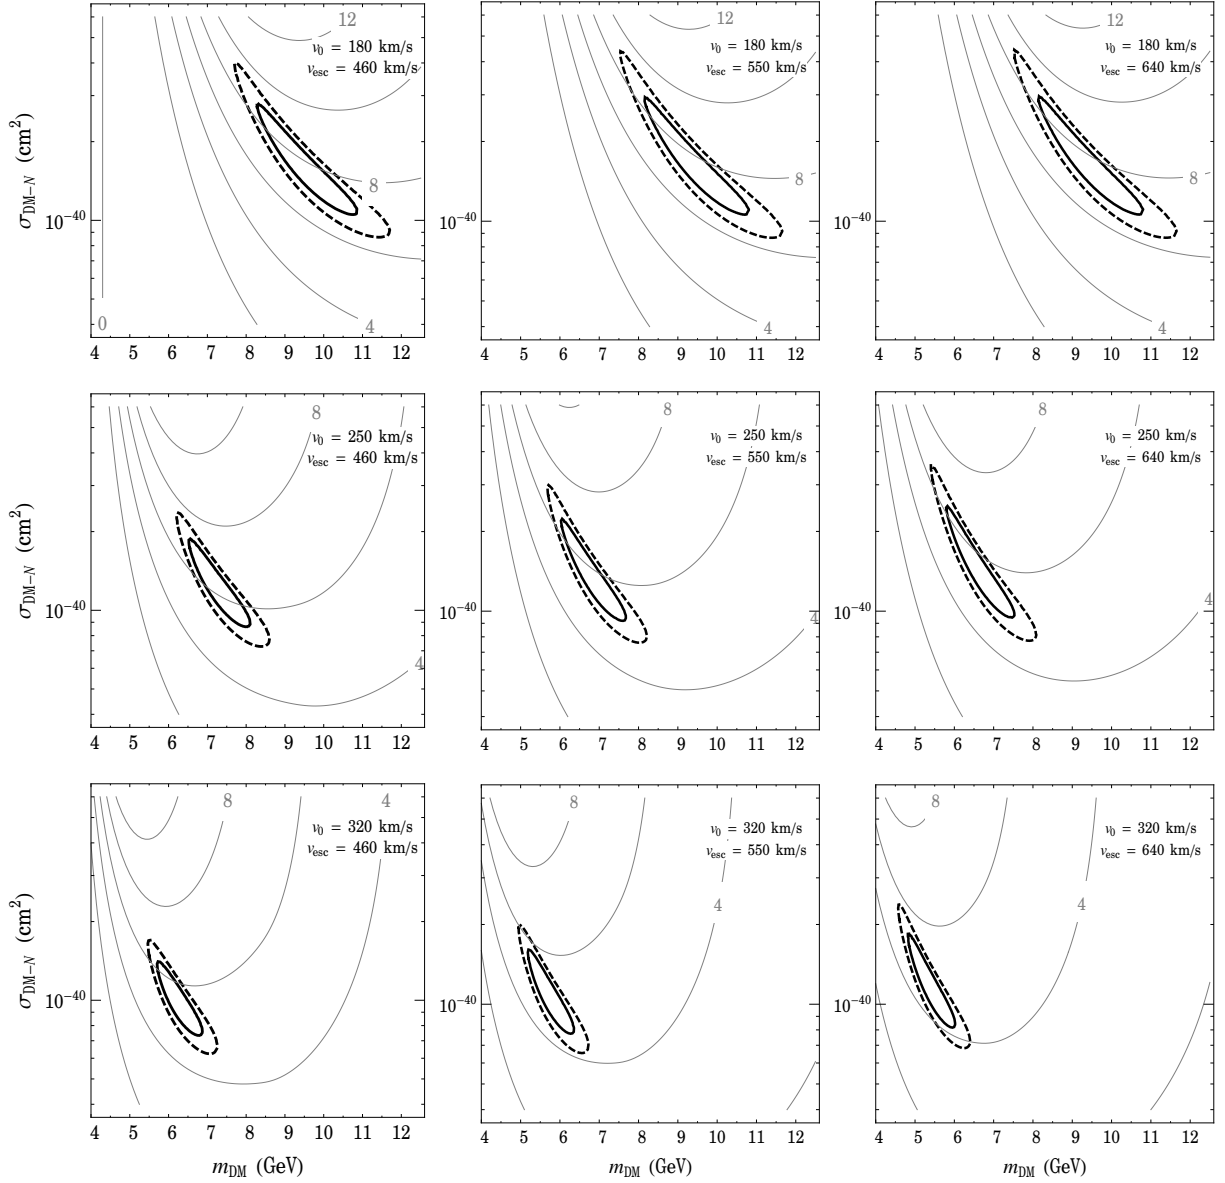 12
v₀ = 180 km/s
vesc = 460 km/s
8
4
0
σDM−N (cm²)
10⁻⁴⁰
4 5 6 7 8 9 10 11 12
12
v₀ = 180 km/s
vesc = 550 km/s
8
4
10⁻⁴⁰
4 5 6 7 8 9 10 11 12
12
v₀ = 180 km/s
vesc = 640 km/s
8
4
10⁻⁴⁰
4 5 6 7 8 9 10 11 12
8
v₀ = 250 km/s
vesc = 460 km/s
4
σDM−N (cm²)
10⁻⁴⁰
4 5 6 7 8 9 10 11 12
8
v₀ = 250 km/s
vesc = 550 km/s
4
10⁻⁴⁰
4 5 6 7 8 9 10 11 12
8
v₀ = 250 km/s
vesc = 640 km/s
4
10⁻⁴⁰
4 5 6 7 8 9 10 11 12
8
4
v₀ = 320 km/s
vesc = 460 km/s
σDM−N (cm²)
10⁻⁴⁰
4 5 6 7 8 9 10 11 12
mDM (GeV)
8
v₀ = 320 km/s
vesc = 550 km/s
4
10⁻⁴⁰
4 5 6 7 8 9 10 11 12
mDM (GeV)
8
v₀ = 320 km/s
vesc = 640 km/s
4
10⁻⁴⁰
4 5 6 7 8 9 10 11 12
mDM (GeV)